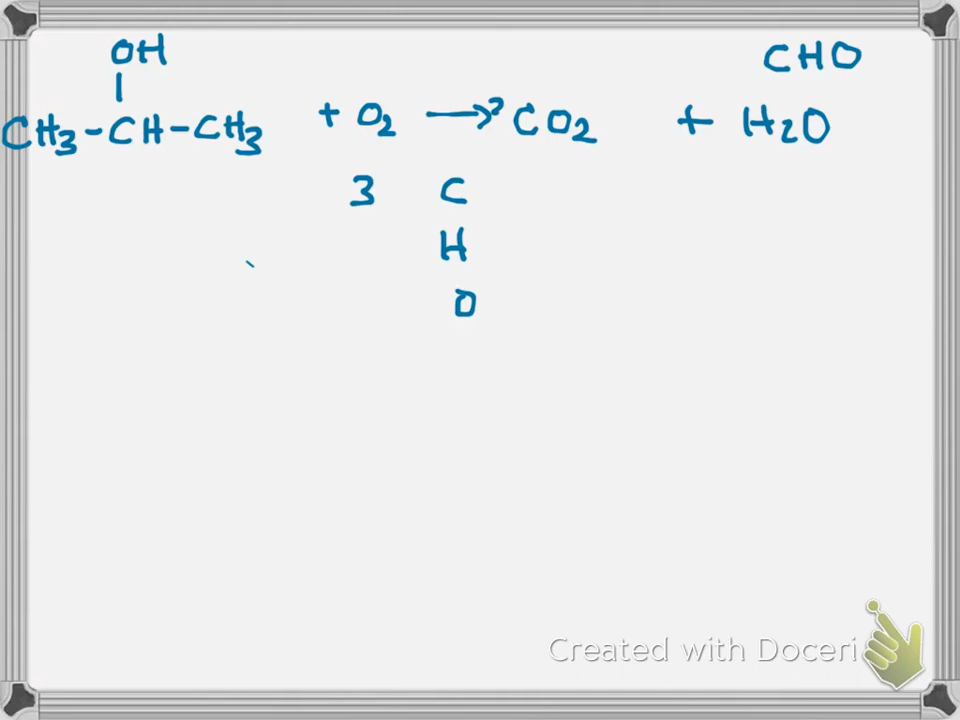 OH
CHO
CH3-CH-CH3 + O2 → CO2 + H2O
3 C
H
O
Created with Doceri